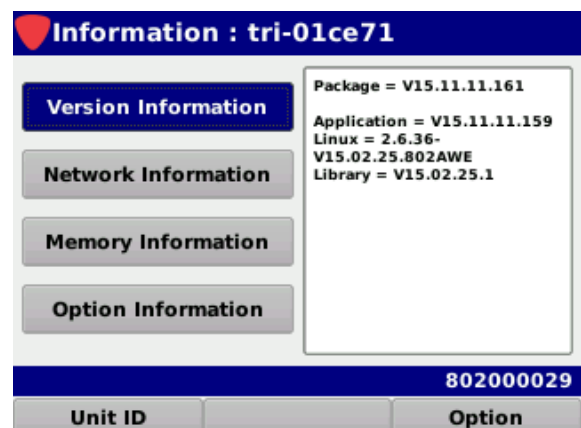 Information : tri-01ce71
Version Information
Network Information
Memory Information
Option Information
Package = V15.11.11.161
Application = V15.11.11.159
Linux = 2.6.36-
V15.02.25.802AWE
Library = V15.02.25.1
802000029
Unit ID
Option